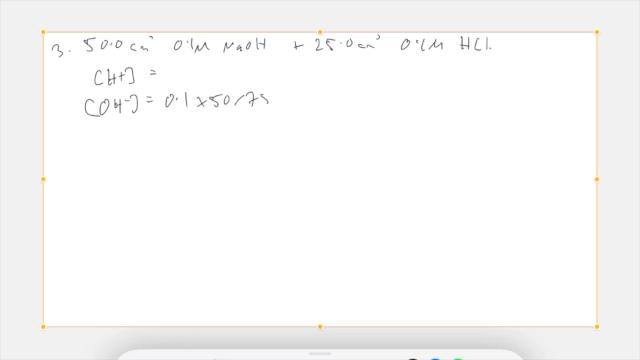 3. 50.0 cm³ 0.1M NaOH + 25.0 cm³ 0.1M HCl.
[H+] =
[OH-] = 0.1 x 50/75